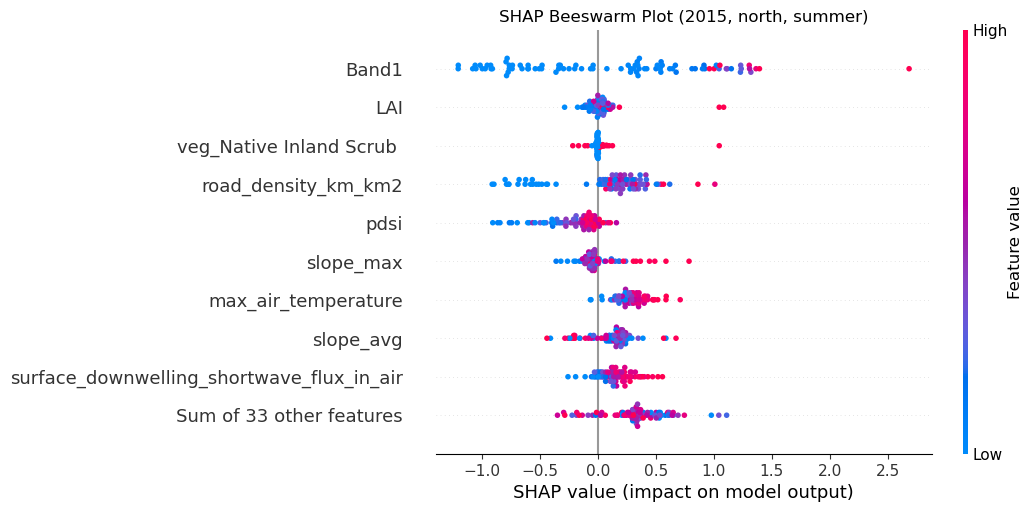 SHAP Beeswarm Plot (2015, north, summer)
High
Band1
LAI
veg_Native Inland Scrub
road_density_km_km2
pdsi
slope_max
max_air_temperature
slope_avg
surface_downwelling_shortwave_flux_in_air
Sum of 33 other features
Feature value
Low
−1.0 −0.5 0.0 0.5 1.0 1.5 2.0 2.5
SHAP value (impact on model output)